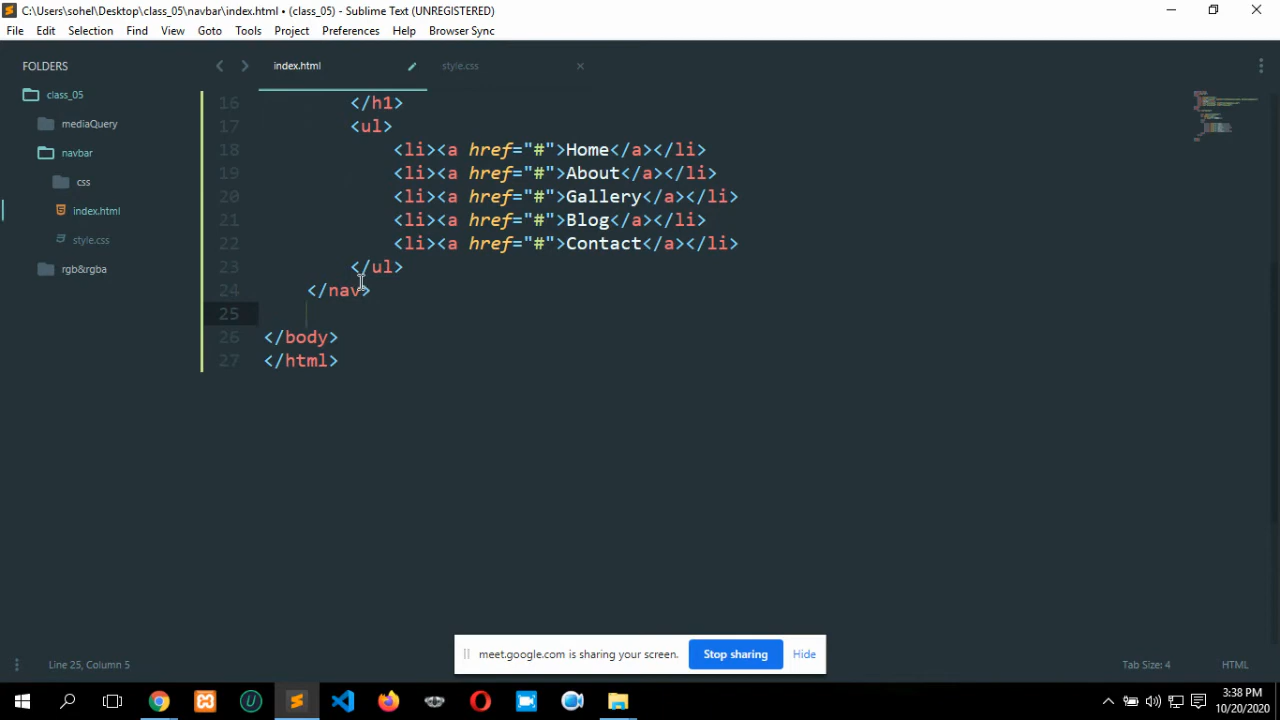 C:\Users\sohel\Desktop\class_05\navbar\index.html • (class_05) - Sublime Text (UNREGISTERED)
File Edit Selection Find View Goto Tools Project Preferences Help Browser Sync
FOLDERS
class_05
mediaQuery
navbar
css
index.html
style.css
rgb&rgba
index.html style.css
16 </h1>
17 <ul>
18 <li><a href="#">Home</a></li>
19 <li><a href="#">About</a></li>
20 <li><a href="#">Gallery</a></li>
21 <li><a href="#">Blog</a></li>
22 <li><a href="#">Contact</a></li>
23 </ul>
24 </nav>
25
26 </body>
27 </html>
meet.google.com is sharing your screen. Stop sharing Hide
Line 25, Column 5 Tab Size: 4 HTML
3:38 PM
10/20/2020